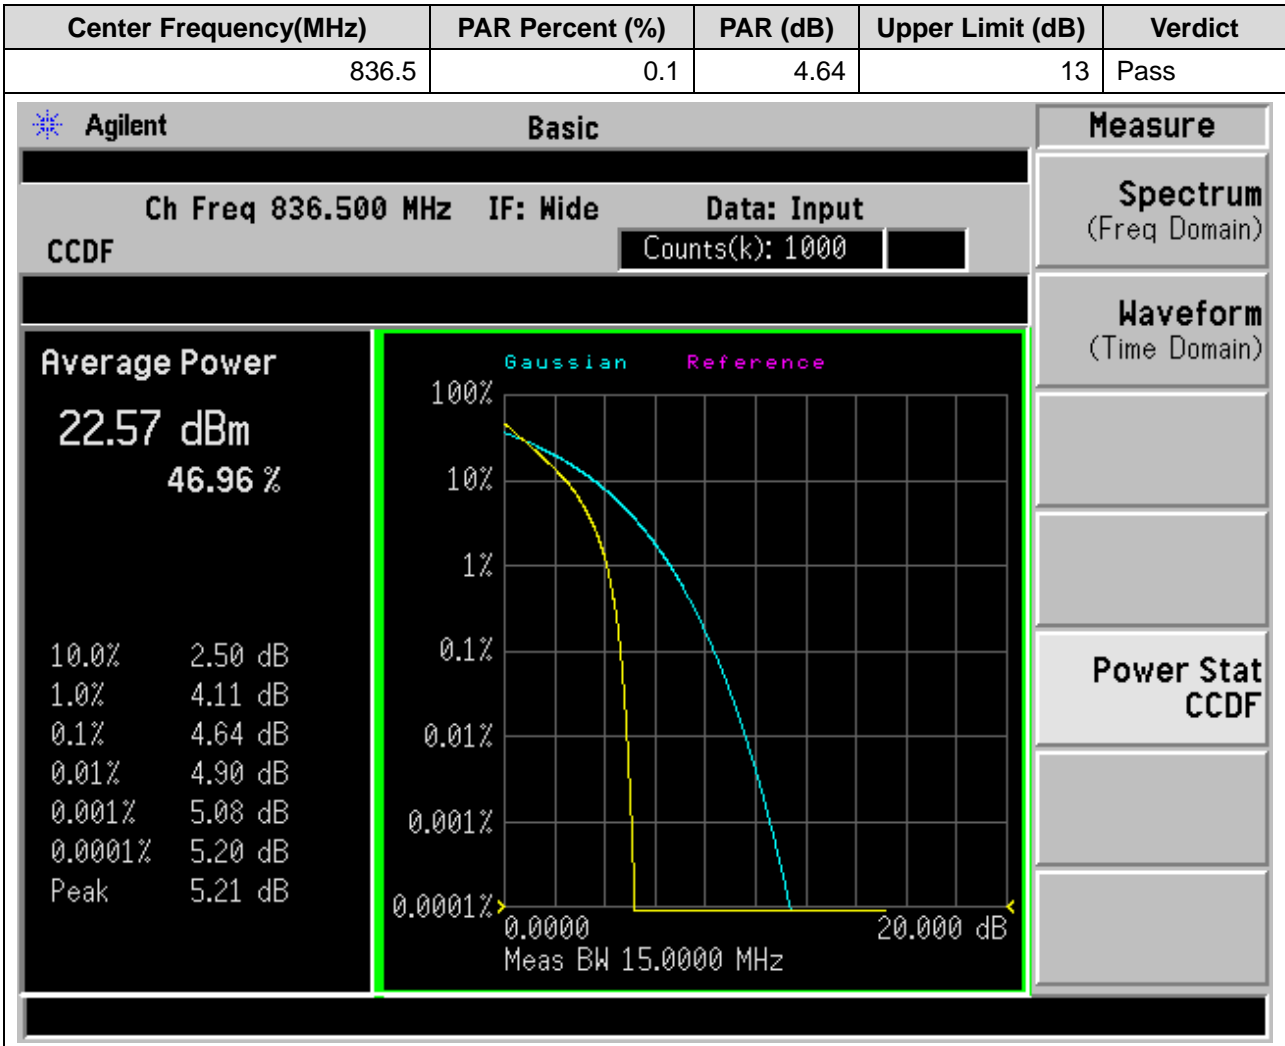 Center Frequency(MHz) PAR Percent (%) PAR (dB) Upper Limit (dB) Verdict
836.5 0.1 4.64 13 Pass
Agilent Basic Measure
Ch Freq 836.500 MHz IF: Wide Data: Input
CCDF Counts(k): 1000
Spectrum
(Freq Domain)
Waveform
(Time Domain)
Power Stat
CCDF
Average Power
22.57 dBm
46.96 %
10.0% 2.50 dB
1.0% 4.11 dB
0.1% 4.64 dB
0.01% 4.90 dB
0.001% 5.08 dB
0.0001% 5.20 dB
Peak 5.21 dB
Gaussian Reference
100%
10%
1%
0.1%
0.01%
0.001%
0.0001%
0.0000 20.000 dB
Meas BW 15.0000 MHz